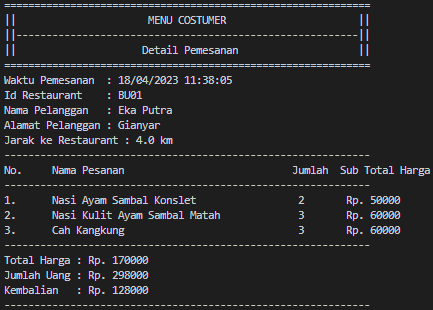 =============================================================
||                      MENU COSTUMER                      ||
||---------------------------------------------------------||
||                     Detail Pemesanan                    ||
=============================================================
Waktu Pemesanan  : 18/04/2023 11:38:05
Id Restaurant    : BU01
Nama Pelanggan   : Eka Putra
Alamat Pelanggan : Gianyar
Jarak ke Restaurant : 4.0 km
-------------------------------------------------------------
No.     Nama Pesanan                            Jumlah  Sub Total Harga
-------------------------------------------------------------
1.      Nasi Ayam Sambal Konslet                 2       Rp. 50000
2.      Nasi Kulit Ayam Sambal Matah             3       Rp. 60000
3.      Cah Kangkung                             3       Rp. 60000
-------------------------------------------------------------
Total Harga : Rp. 170000
Jumlah Uang : Rp. 298000
Kembalian   : Rp. 128000
-------------------------------------------------------------